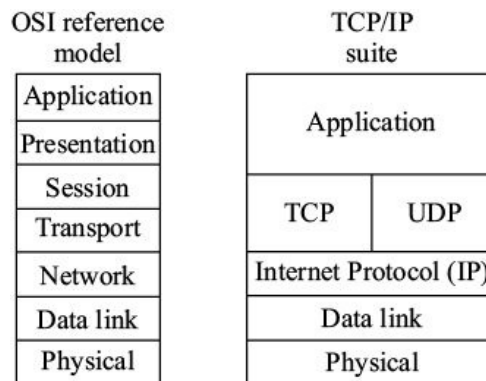 OSI reference
model
Application
Presentation
Session
Transport
Network
Data link
Physical
TCP/IP
suite
Application
TCP
UDP
Internet Protocol (IP)
Data link
Physical